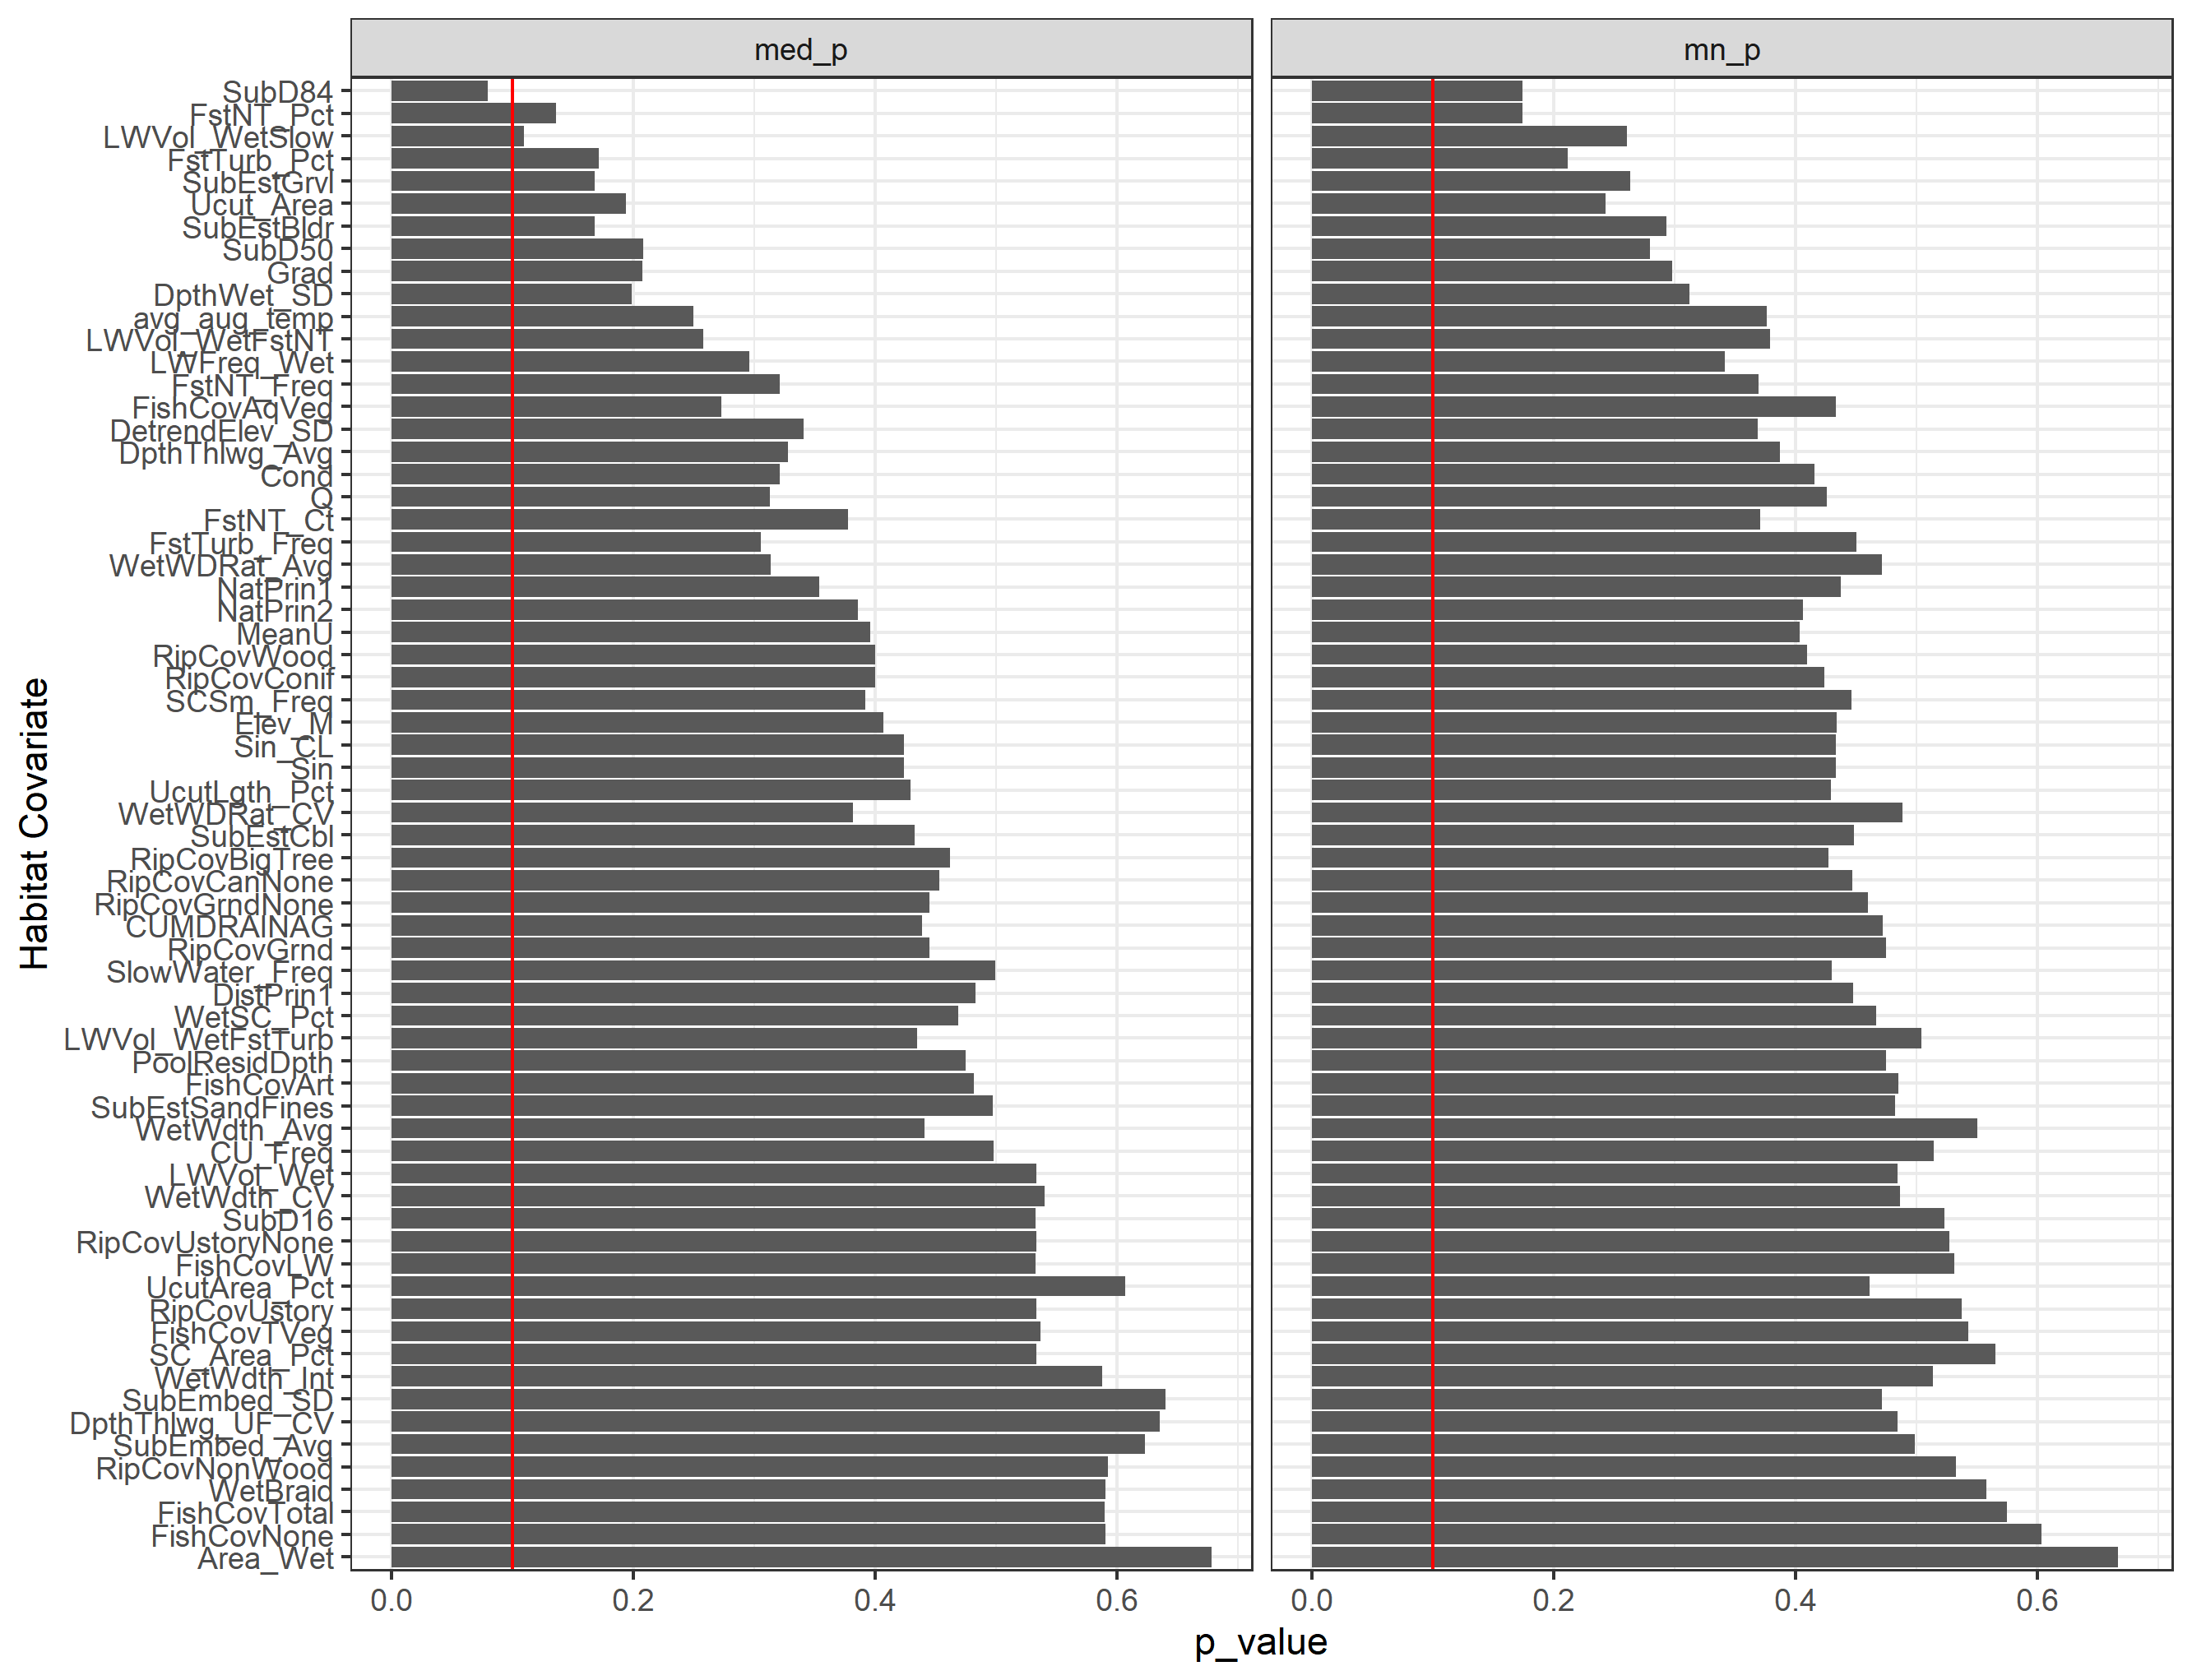 med_p
mn_p
SubD84
FstNT_Pct
LWVol_WetSlow
FstTurb_Pct
SubEstGrvl
Ucut_Area
SubEstBldr
SubD50
Grad
DpthWet_SD
avg_aug_temp
LWVol_WetFstNT
LWFreq_Wet
FstNT_Freq
FishCovAqVeg
DetrendElev_SD
DpthThlwg_Avg
Cond
Q
FstNT_Ct
FstTurb_Freq
WetWDRat_Avg
NatPrin1
NatPrin2
MeanU
RipCovWood
RipCovConif
SCSm_Freq
Elev_M
Sin_CL
Sin
UcutLgth_Pct
WetWDRat_CV
SubEstCbl
RipCovBigTree
RipCovCanNone
RipCovGrndNone
CUMDRAINAG
RipCovGrnd
SlowWater_Freq
DistPrin1
WetSC_Pct
LWVol_WetFstTurb
PoolResidDpth
FishCovArt
SubEstSandFines
WetWdth_Avg
CU_Freq
LWVol_Wet
WetWdth_CV
SubD16
RipCovUstoryNone
FishCovLW
UcutArea_Pct
RipCovUstory
FishCovTVeg
SC_Area_Pct
WetWdth_Int
SubEmbed_SD
DpthThlwg_UF_CV
SubEmbed_Avg
RipCovNonWood
WetBraid
FishCovTotal
FishCovNone
Area_Wet
Habitat Covariate
0.0 0.2 0.4 0.6
0.0 0.2 0.4 0.6
p_value